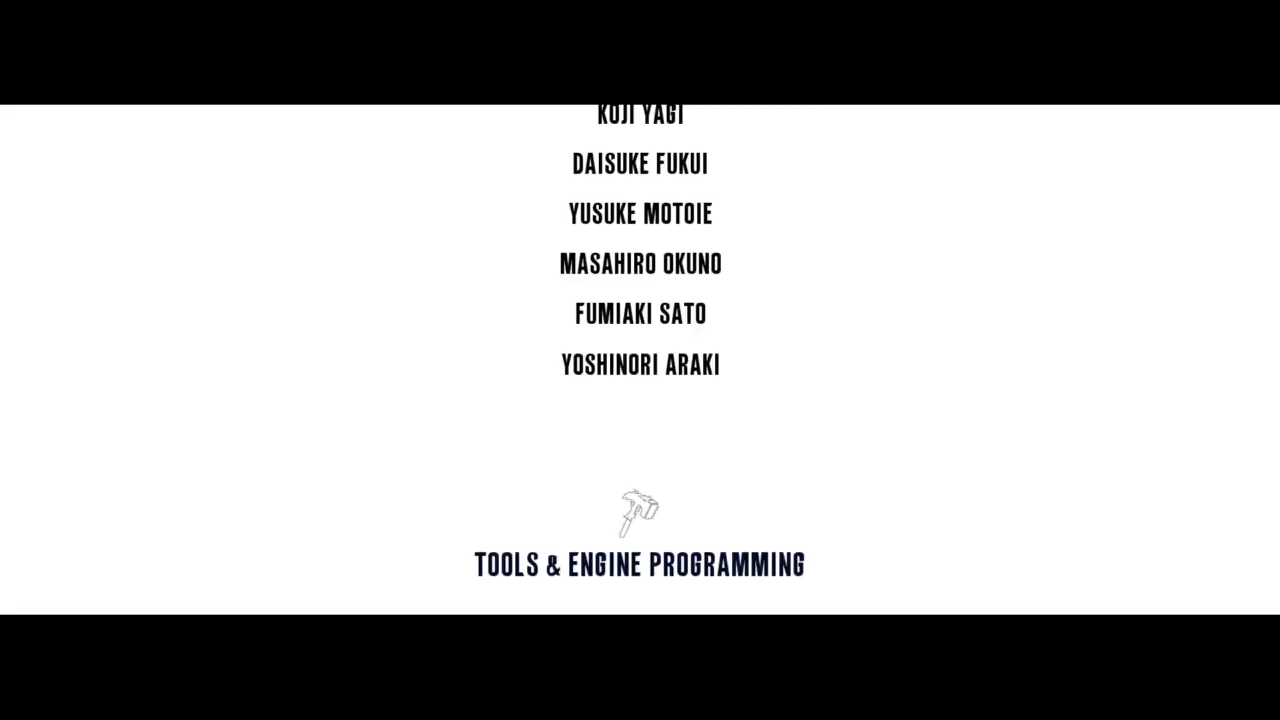 KOJI YAGI
DAISUKE FUKUI
YUSUKE MOTOIE
MASAHIRO OKUNO
FUMIAKI SATO
YOSHINORI ARAKI
TOOLS & ENGINE PROGRAMMING